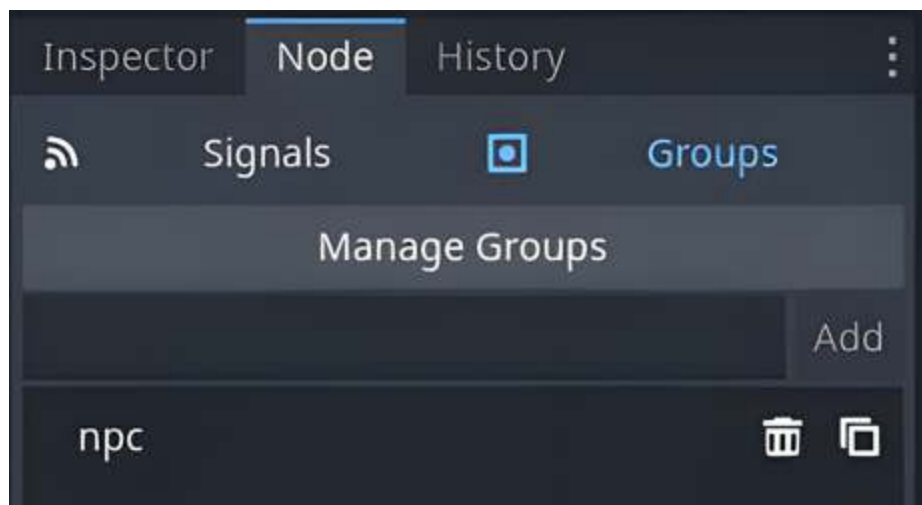 Inspector Node History
Signals Groups
Manage Groups
Add
npc